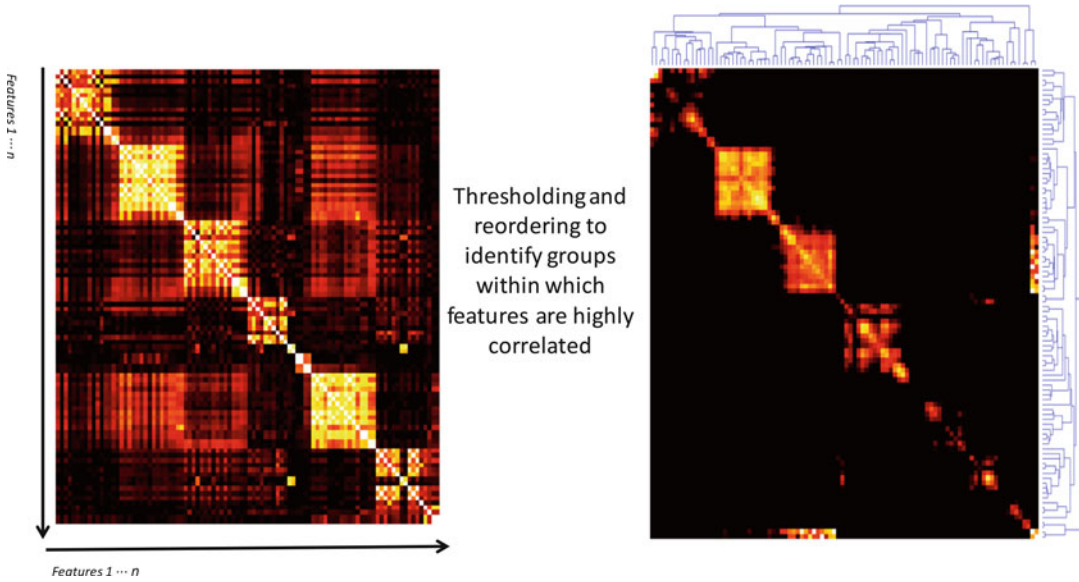 Features 1 ··· n
Thresholding and
reordering to
identify groups
within which
features are highly
correlated
Features 1 ··· n